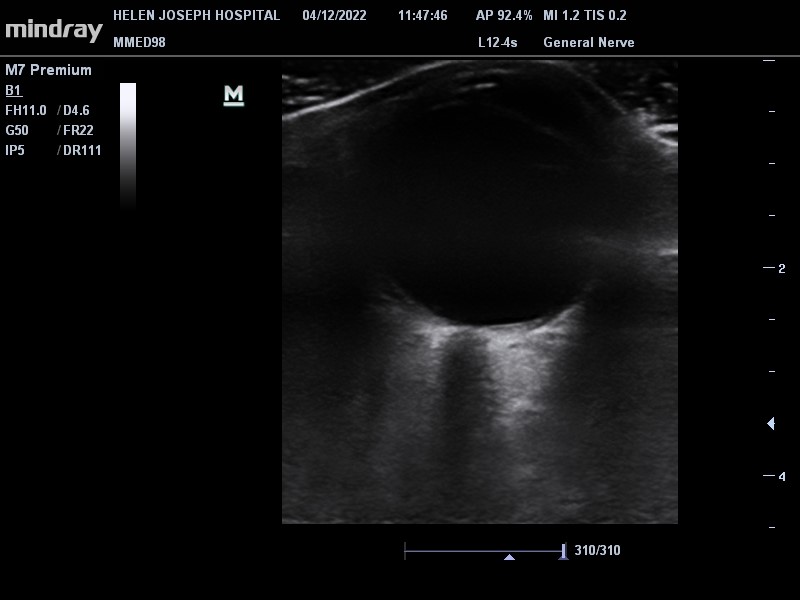 mindray
HELEN JOSEPH HOSPITAL 04/12/2022 11:47:46 AP 92.4% MI 1.2 TIS 0.2
MMED98 L12-4s General Nerve
M7 Premium
B1
FH11.0 / D4.6
G50 / FR22
IP5 / DR111
M
2
4
310/310